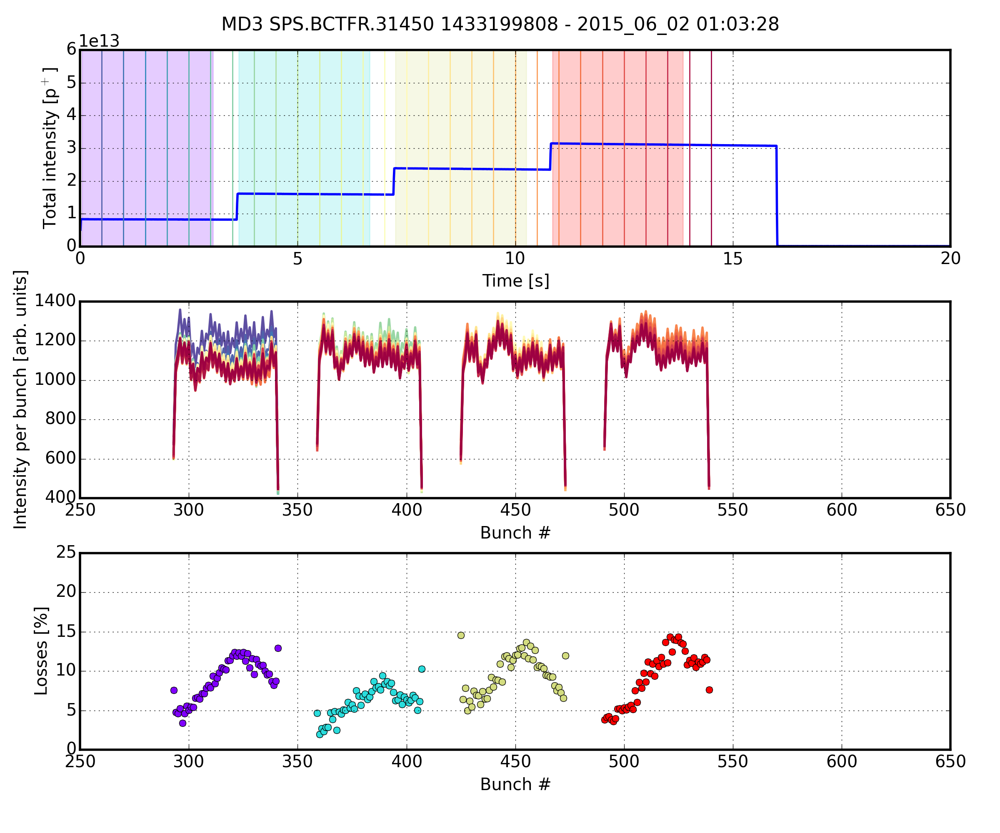 MD3 SPS.BCTFR.31450 1433199808 - 2015_06_02 01:03:28
1e13
Total intensity [p+]
6
5
4
3
2
1
0
0 5 10 15 20
Time [s]
Intensity per bunch [arb. units]
1400
1200
1000
800
600
400
250 300 350 400 450 500 550 600 650
Bunch #
Losses [%]
25
20
15
10
5
0
250 300 350 400 450 500 550 600 650
Bunch #